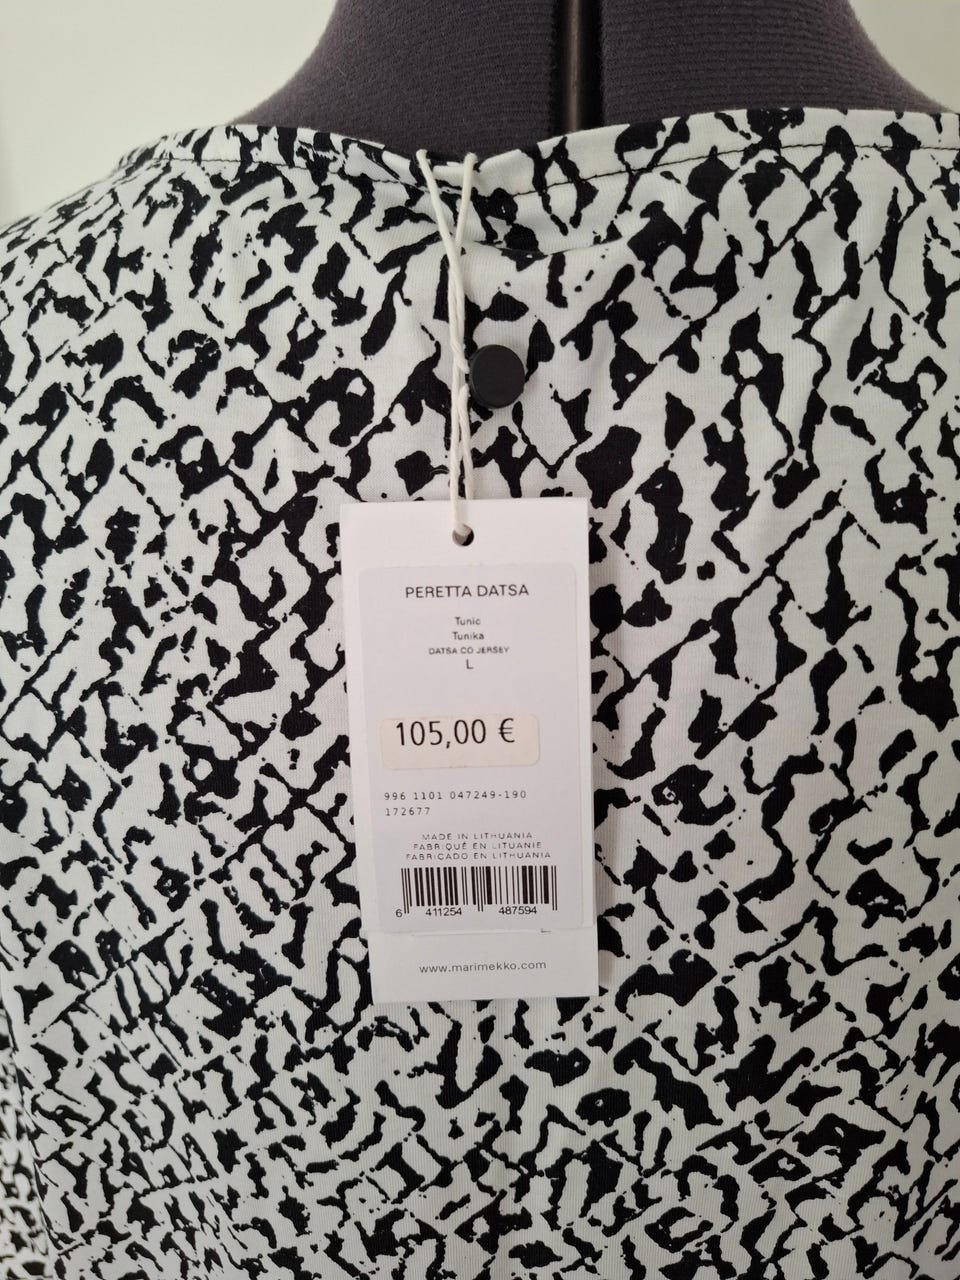 PERETTA DATSA
Tunic
Tunika
DATSA CO JERSEY
L
105,00 €
996 1101 047249-190
172677
MADE IN LITHUANIA
FABRIQUÉ EN LITUANIE
FABRICADO EN LITHUANIA
6 411254 487594
www.marimekko.com